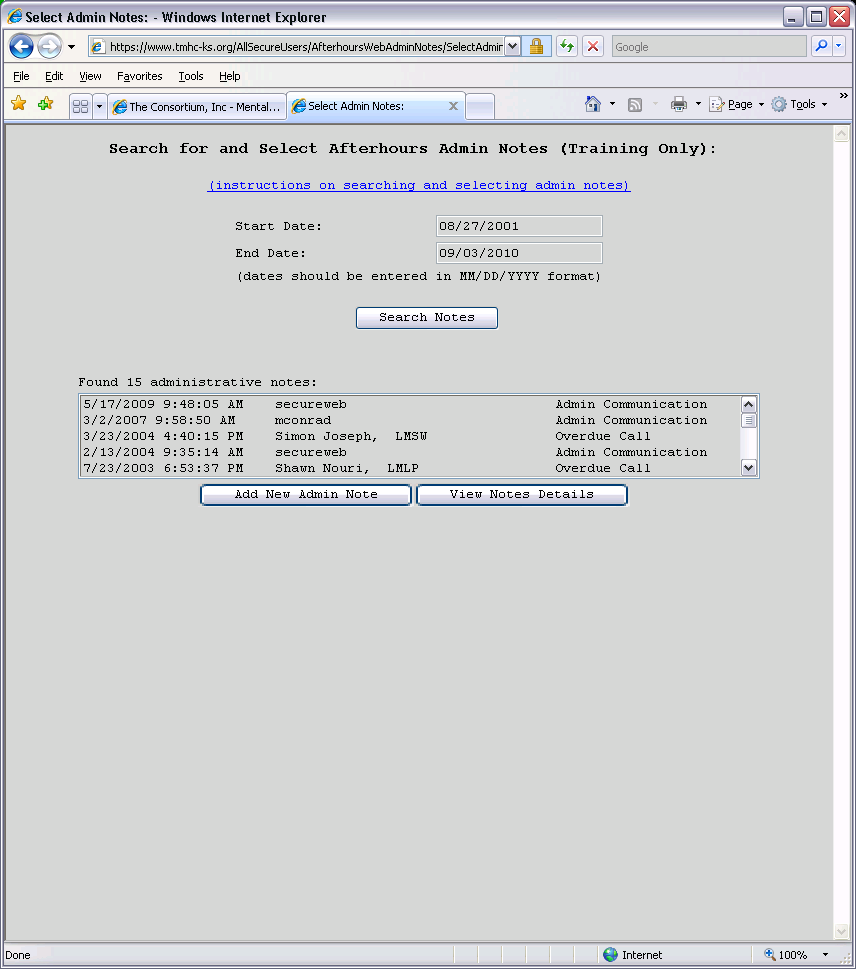 Select Admin Notes: - Windows Internet Explorer
https://www.tmhc-ks.org/AllSecureUsers/AfterhoursWebAdminNotes/SelectAdmir
Google
File Edit View Favorites Tools Help
The Consortium, Inc - Mental... Select Admin Notes: Page Tools
Search for and Select Afterhours Admin Notes (Training Only):
(instructions on searching and selecting admin notes)
Start Date: 08/27/2001
End Date: 09/03/2010
(dates should be entered in MM/DD/YYYY format)
Search Notes
Found 15 administrative notes:
5/17/2009 9:48:05 AM secureweb Admin Communication
3/2/2007 9:58:50 AM mconrad Admin Communication
3/23/2004 4:40:15 PM Simon Joseph, LMSW Overdue Call
2/13/2004 9:35:14 AM secureweb Admin Communication
7/23/2003 6:53:37 PM Shawn Nouri, LMLP Overdue Call
Add New Admin Note View Notes Details
Done Internet 100%